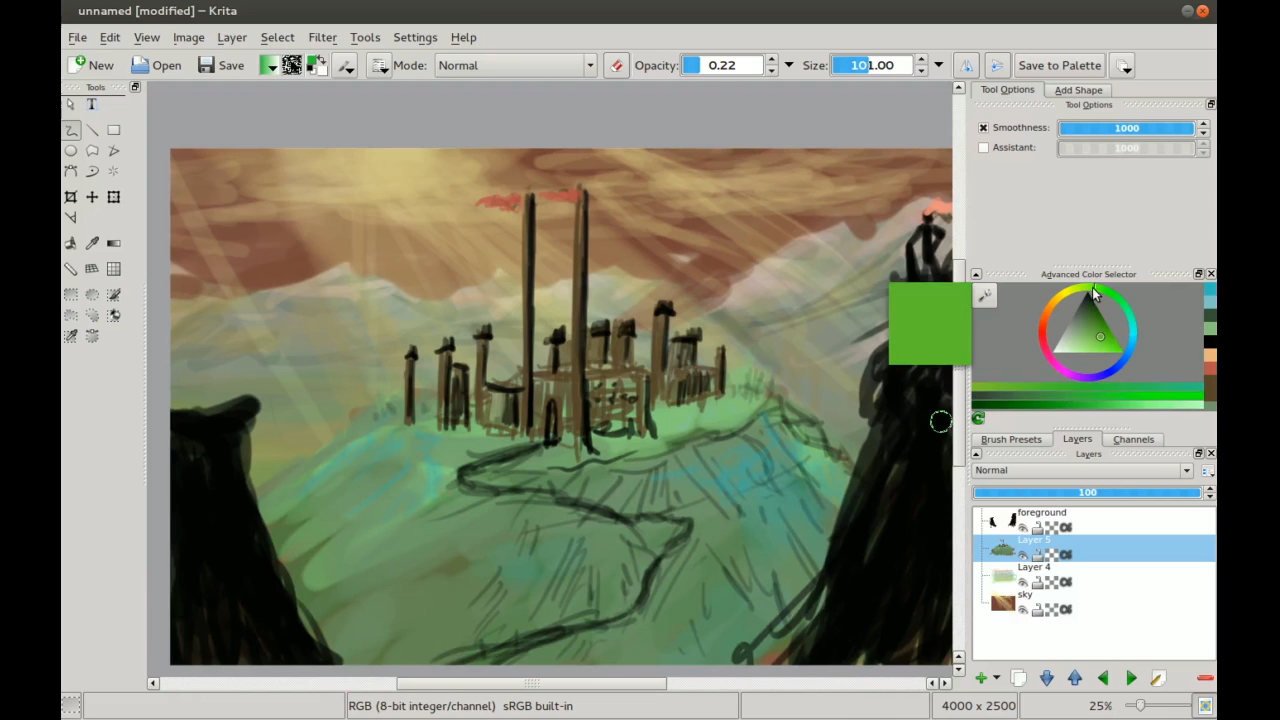 unnamed [modified] – Krita
File Edit View Image Layer Select Filter Tools Settings Help
New Open Save Mode: Normal Opacity: 0.22 Size: 101.00 Save to Palette
Tools
T
Tool Options Add Shape
Tool Options
Smoothness: 1000
Assistant: 1000
Advanced Color Selector
Brush Presets Layers Channels
Layers
Normal
100
foreground
Layer 5
Layer 4
sky
RGB (8-bit integer/channel) sRGB built-in 4000 x 2500 25%